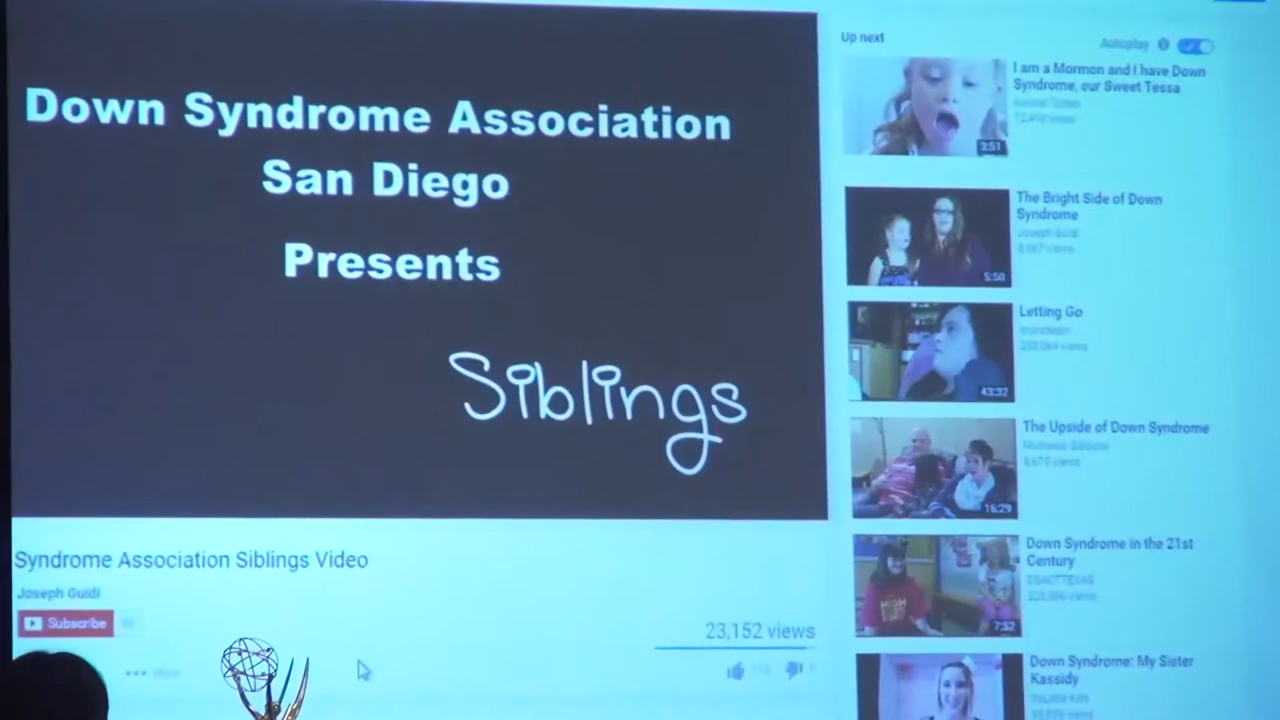 Down Syndrome Association
San Diego
Presents
Siblings
Syndrome Association Siblings Video
Joseph Guidi
Subscribe
23,152 views
Up next
Autoplay
I am a Mormon and I have Down
Syndrome, our Sweet Tessa
3:51
The Bright Side of Down
Syndrome
Joseph Guidi
5:50
Letting Go
43:32
The Upside of Down Syndrome
16:29
Down Syndrome in the 21st
Century
7:52
Down Syndrome: My Sister
Kassidy